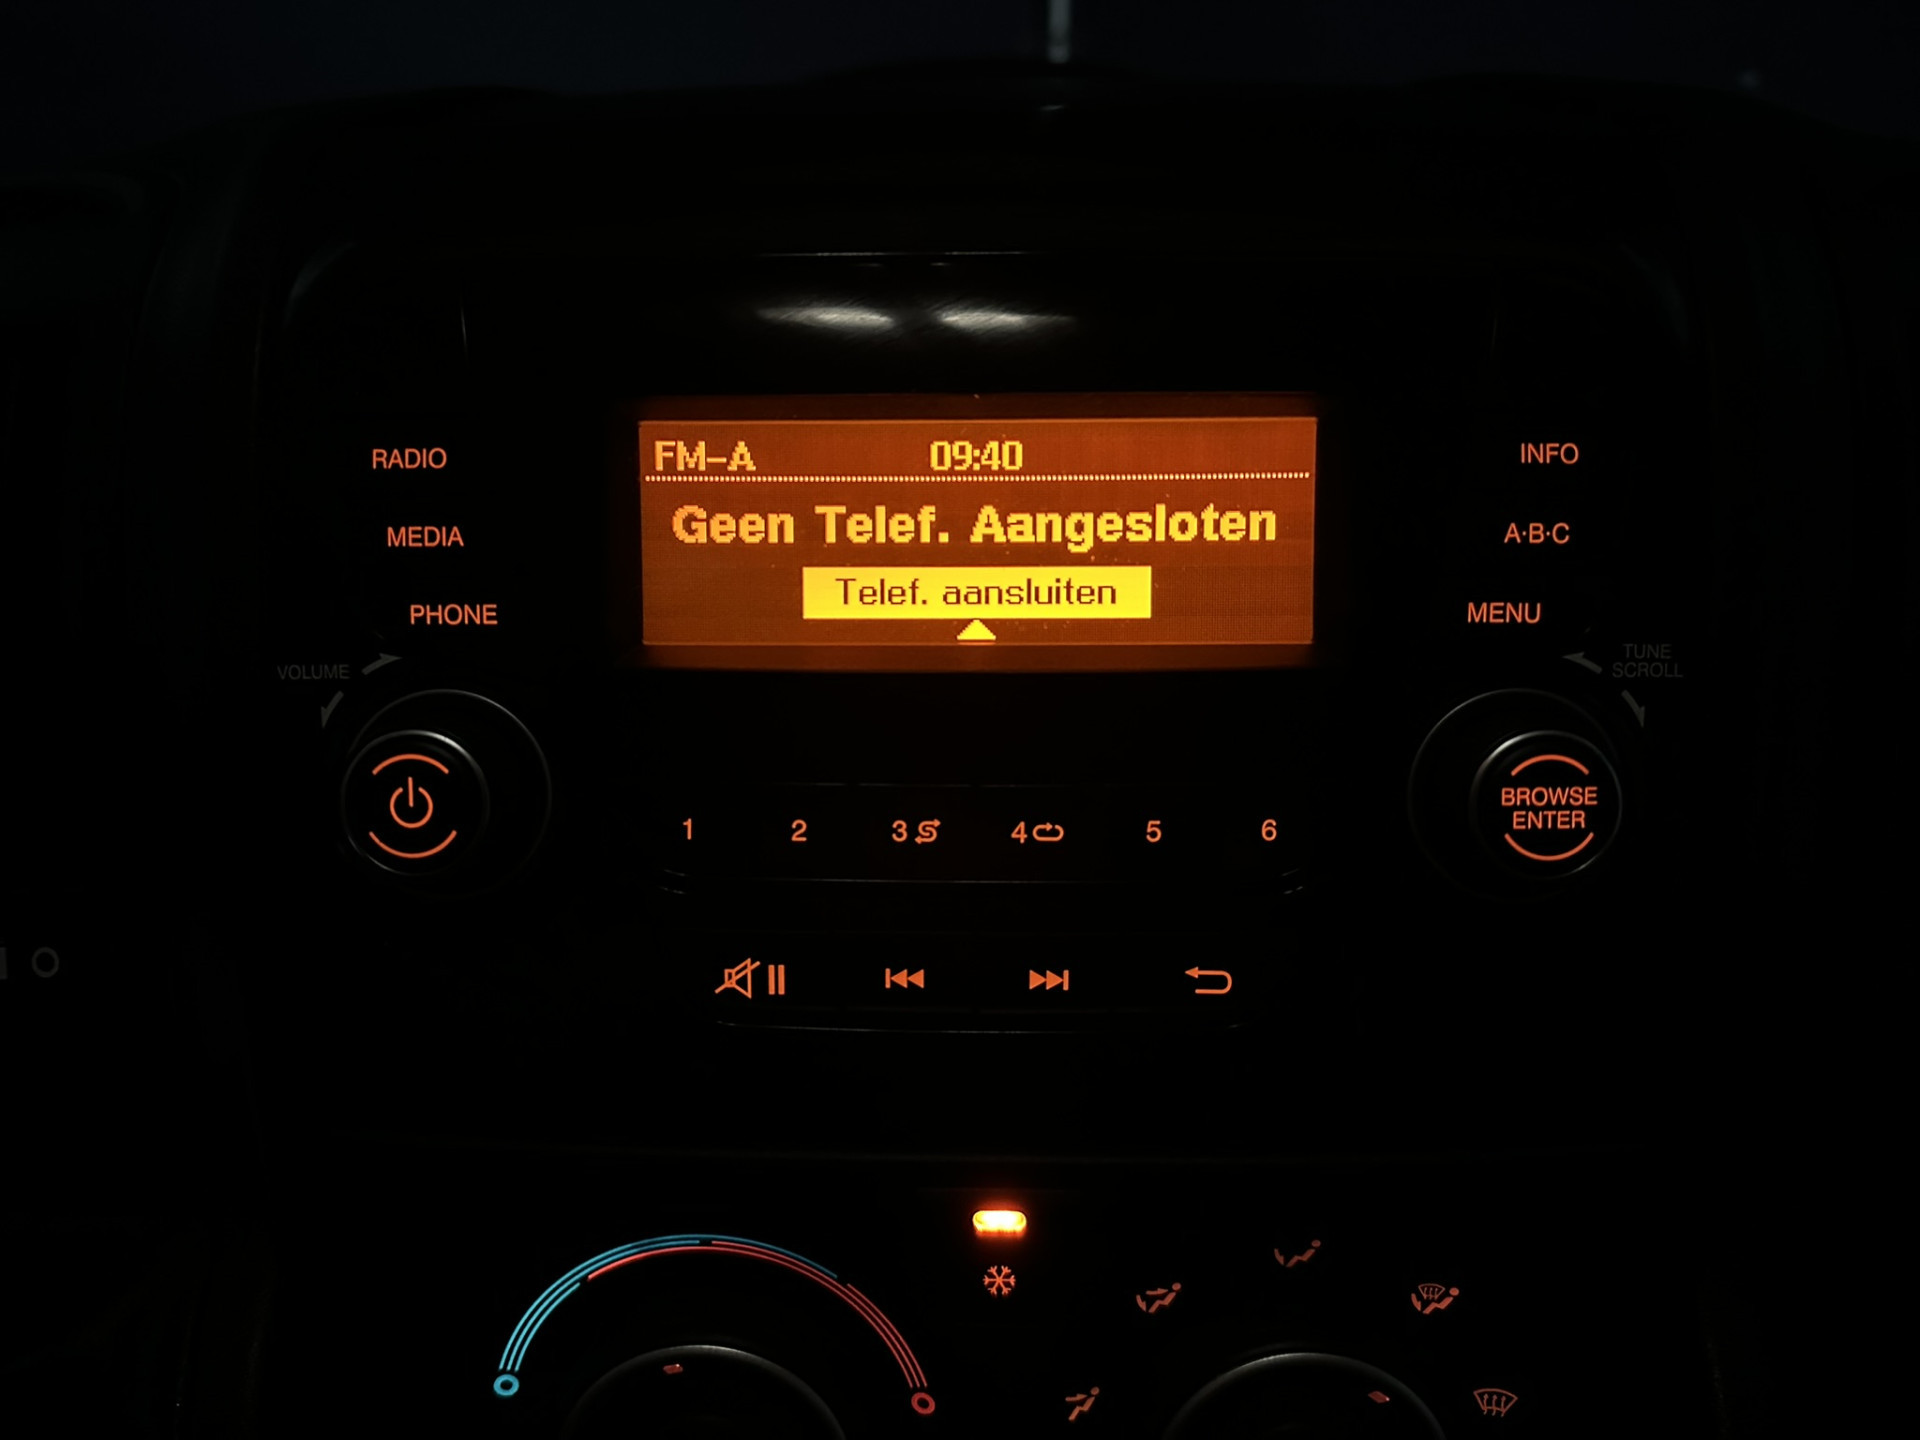 FM-A 09:40
Geen Telef. Aangesloten
Telef. aansluiten
RADIO
MEDIA
PHONE
VOLUME
INFO
A·B·C
MENU
TUNE
SCROLL
BROWSE
ENTER
1 2 3 4 5 6